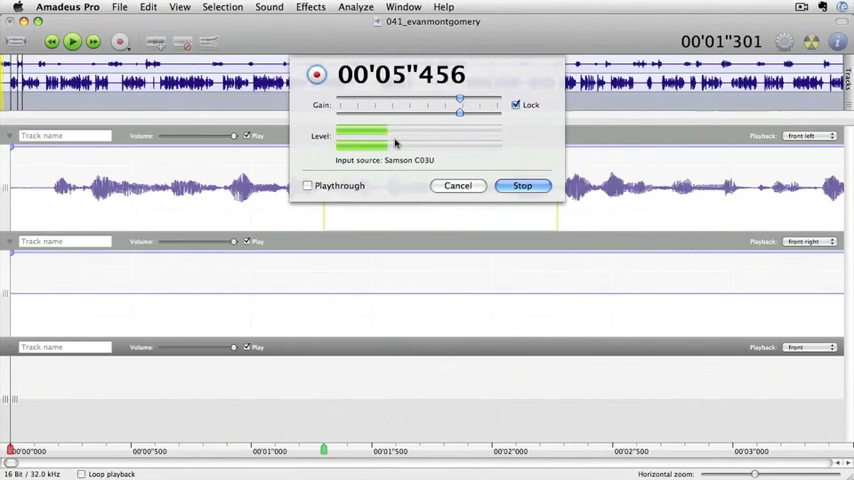 Amadeus Pro File Edit View Selection Sound Effects Analyze Window Help
041_evanmontgomery
00'01"301
00'05"456
Gain: Lock
Level:
Input source: Samson C03U
Playthrough Cancel Stop
Tracks
Track name Volume: Play Playback: front left
Track name Volume: Play Playback: front right
Track name Volume: Play Playback: front
00'00"000 00'00"500 00'01"000 00'01"500 00'02"000 00'02"500 00'03"000
16 Bit / 32.0 kHz Loop playback Horizontal zoom: